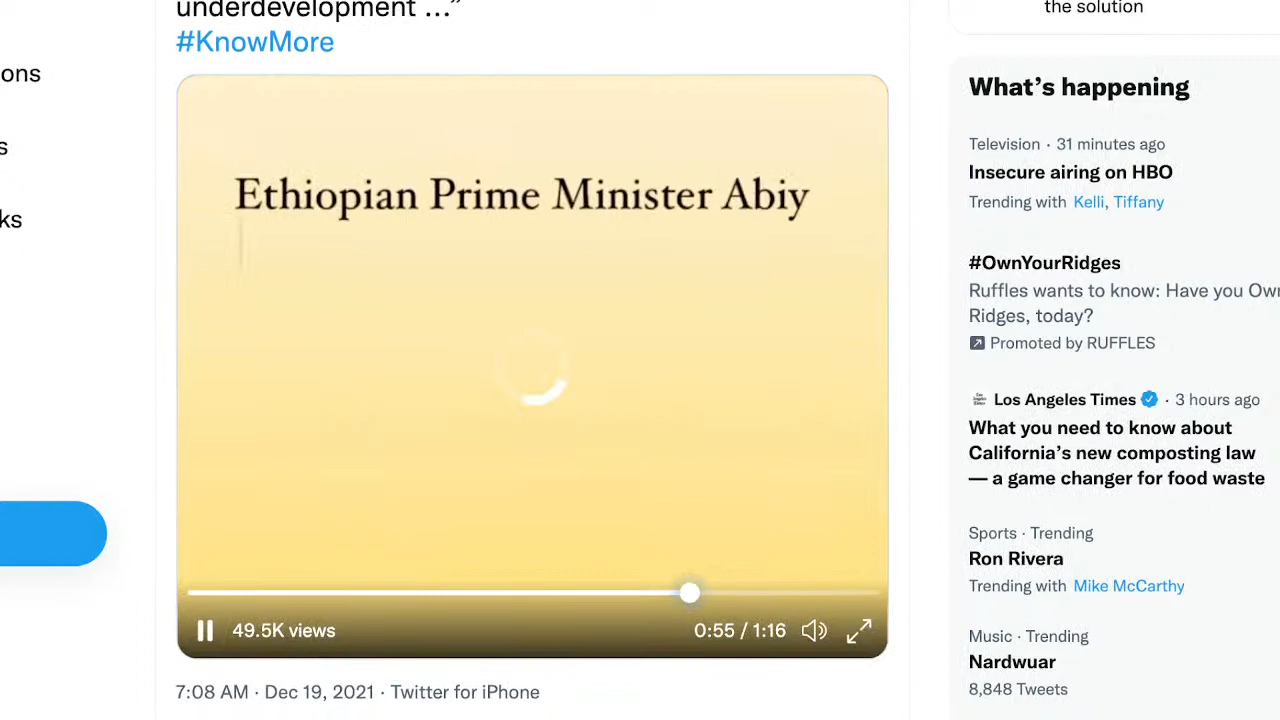 underdevelopment ...”
#KnowMore
ons
s
ks
Ethiopian Prime Minister Abiy
49.5K views
0:55 / 1:16
7:08 AM · Dec 19, 2021 · Twitter for iPhone
the solution
What’s happening
Television · 31 minutes ago
Insecure airing on HBO
Trending with Kelli, Tiffany
#OwnYourRidges
Ruffles wants to know: Have you Own
Ridges, today?
Promoted by RUFFLES
Los Angeles Times · 3 hours ago
What you need to know about
California’s new composting law
— a game changer for food waste
Sports · Trending
Ron Rivera
Trending with Mike McCarthy
Music · Trending
Nardwuar
8,848 Tweets